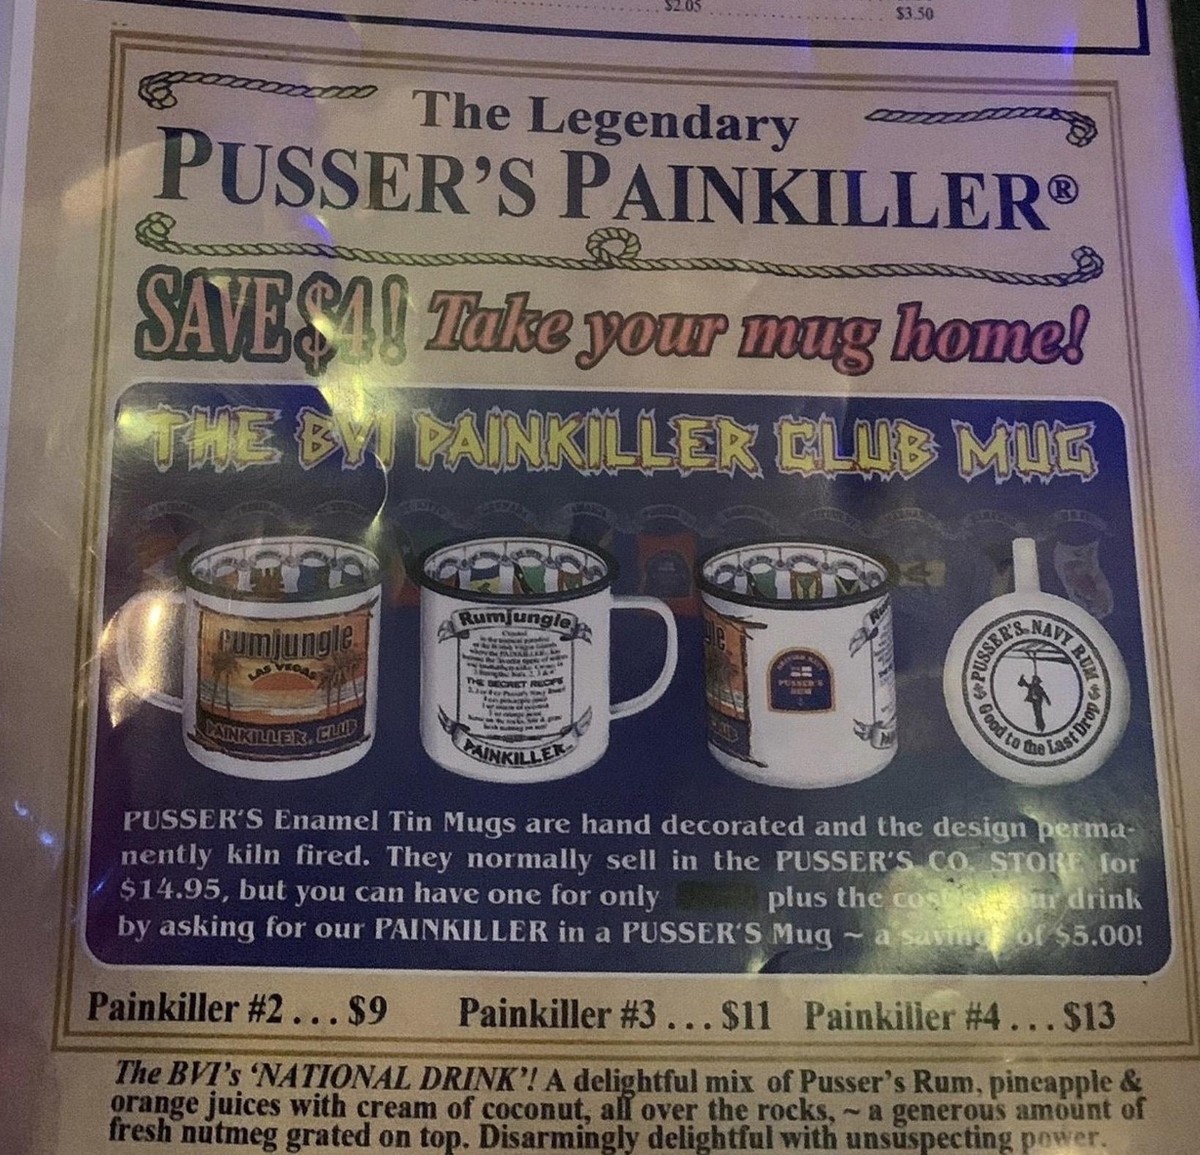 $2.05 ........................ $3.50
The Legendary
PUSSER'S PAINKILLER®
SAVE $4! Take your mug home!
THE BVI PAINKILLER CLUB MUG
rumjungle
LAS VEGAS
PAINKILLER CLUB
RumJungle
THE SECRET RECIPE
PAINKILLER
PUSSER'S
RUM
PUSSER'S NAVY RUM
Good to the Last Drop
PUSSER'S Enamel Tin Mugs are hand decorated and the design perma-
nently kiln fired. They normally sell in the PUSSER'S CO. STORE for
$14.95, but you can have one for only plus the cost of your drink
by asking for our PAINKILLER in a PUSSER'S Mug ~ a saving of $5.00!
Painkiller #2 . . . $9 Painkiller #3 . . . $11 Painkiller #4 . . . $13
The BVI's 'NATIONAL DRINK'! A delightful mix of Pusser's Rum, pineapple &
orange juices with cream of coconut, all over the rocks, ~ a generous amount of
fresh nutmeg grated on top. Disarmingly delightful with unsuspecting power.